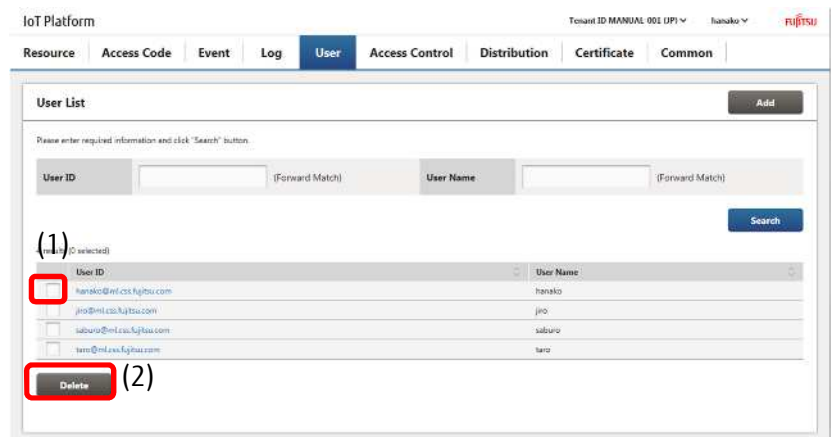 IoT Platform Tenant ID MANUAL-001 (JP) hanako FUJITSU
Resource Access Code Event Log User Access Control Distribution Certificate Common
User List Add
Please enter required information and click "Search" button.
User ID (Forward Match) User Name (Forward Match)
Search
(1)
results (0 selected)
User ID User Name
hanako@ml.css.fujitsu.com hanako
jiro@ml.css.fujitsu.com jiro
saburo@ml.css.fujitsu.com saburo
taro@ml.css.fujitsu.com taro
Delete (2)